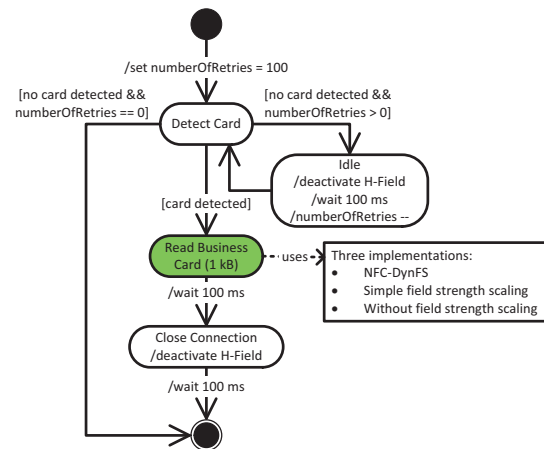 /set numberOfRetries = 100
[no card detected &&
numberOfRetries == 0]
[no card detected &&
numberOfRetries > 0]
Detect Card
Idle
/deactivate H-Field
/wait 100 ms
/numberOfRetries --
[card detected]
Read Business
Card (1 kB)
uses
Three implementations:
• NFC-DynFS
• Simple field strength scaling
• Without field strength scaling
/wait 100 ms
Close Connection
/deactivate H-Field
/wait 100 ms